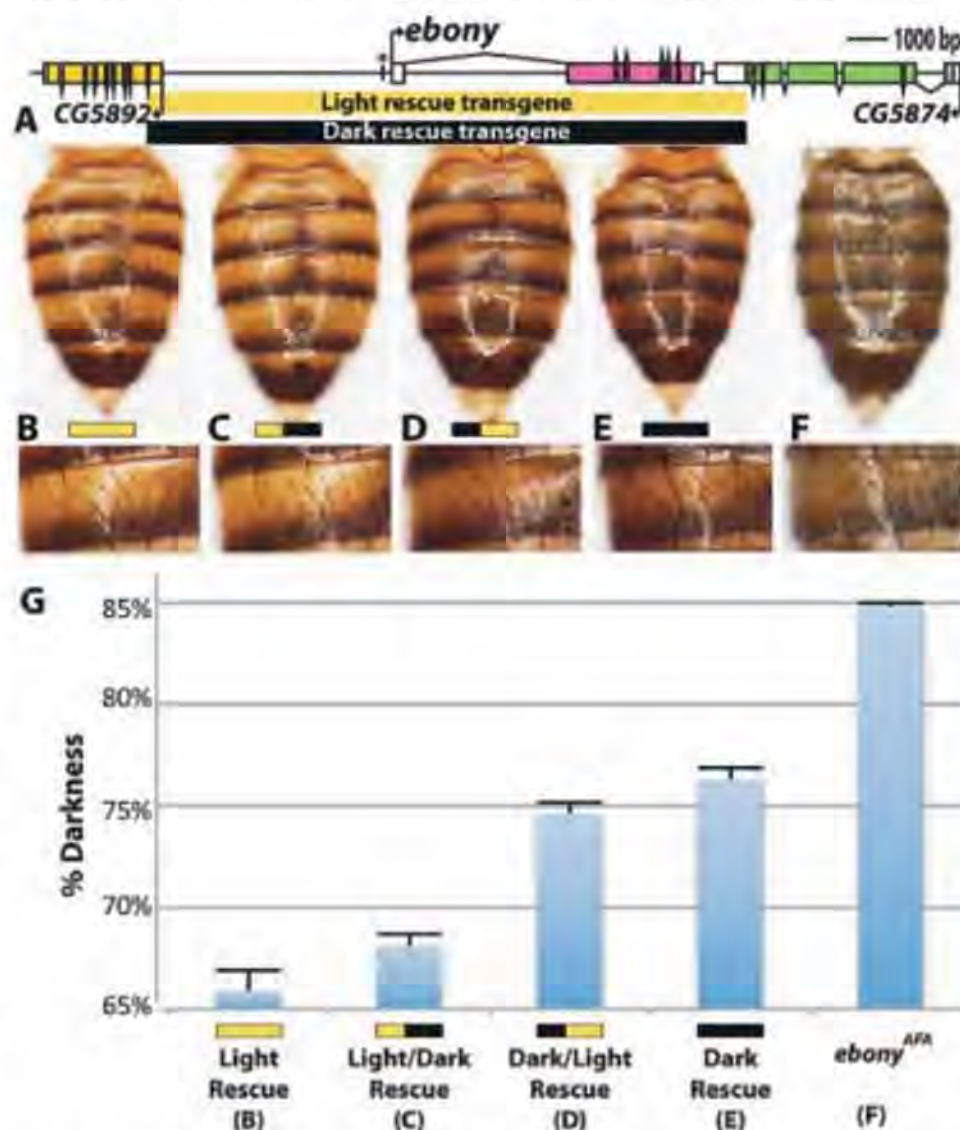 ebony
1000 bp
CG5892
CG5874
A
Light rescue transgene
Dark rescue transgene
B
C
D
E
F
G
85%
80%
75%
70%
65%
% Darkness
Light
Rescue
(B)
Light/Dark
Rescue
(C)
Dark/Light
Rescue
(D)
Dark
Rescue
(E)
ebonyAFA
(F)